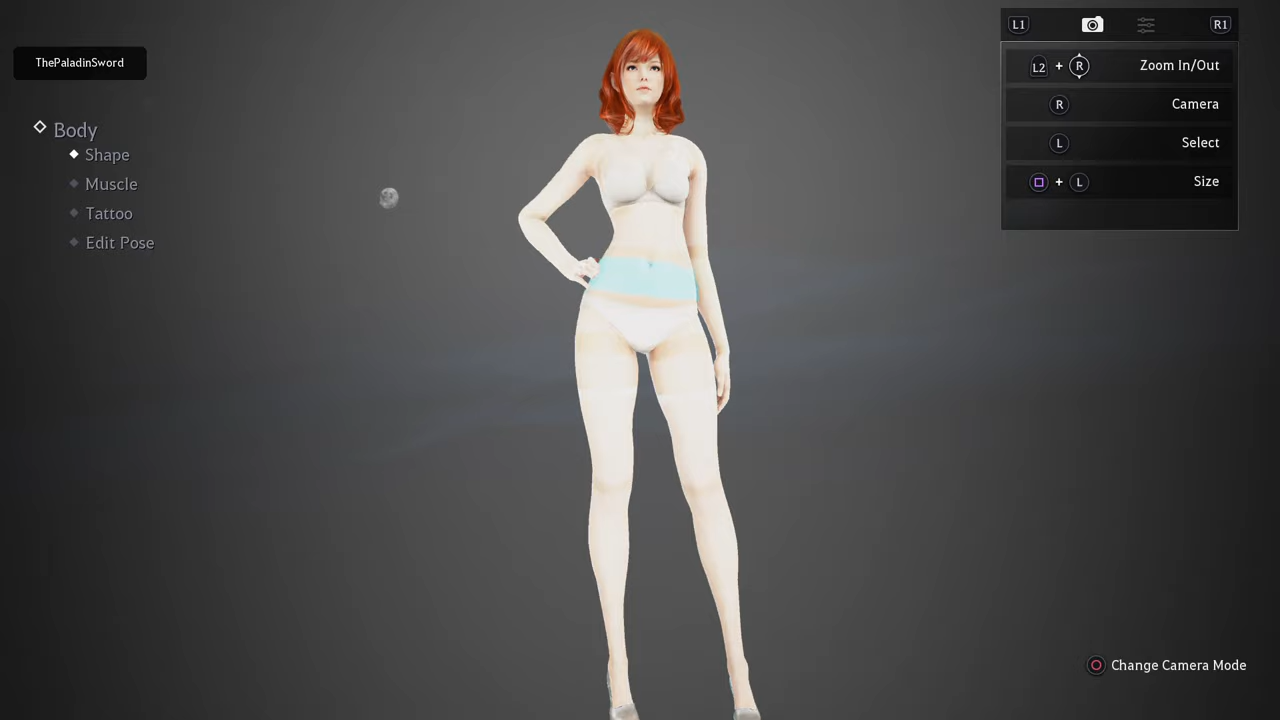 ThePaladinSword
Body
Shape
Muscle
Tattoo
Edit Pose
L1
R1
L2 + R Zoom In/Out
R Camera
L Select
+ L Size
Change Camera Mode